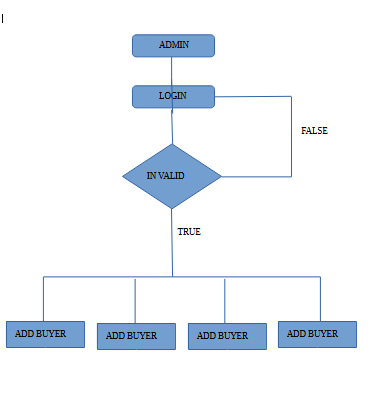 ADMIN
LOGIN
FALSE
IN VALID
TRUE
ADD BUYER
ADD BUYER
ADD BUYER
ADD BUYER